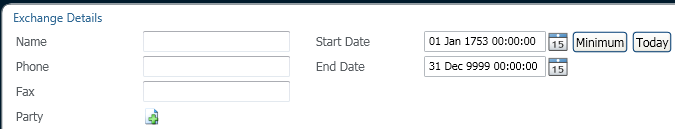 Exchange Details
Name Start Date 01 Jan 1753 00:00:00 15 Minimum Today
Phone End Date 31 Dec 9999 00:00:00 15
Fax
Party